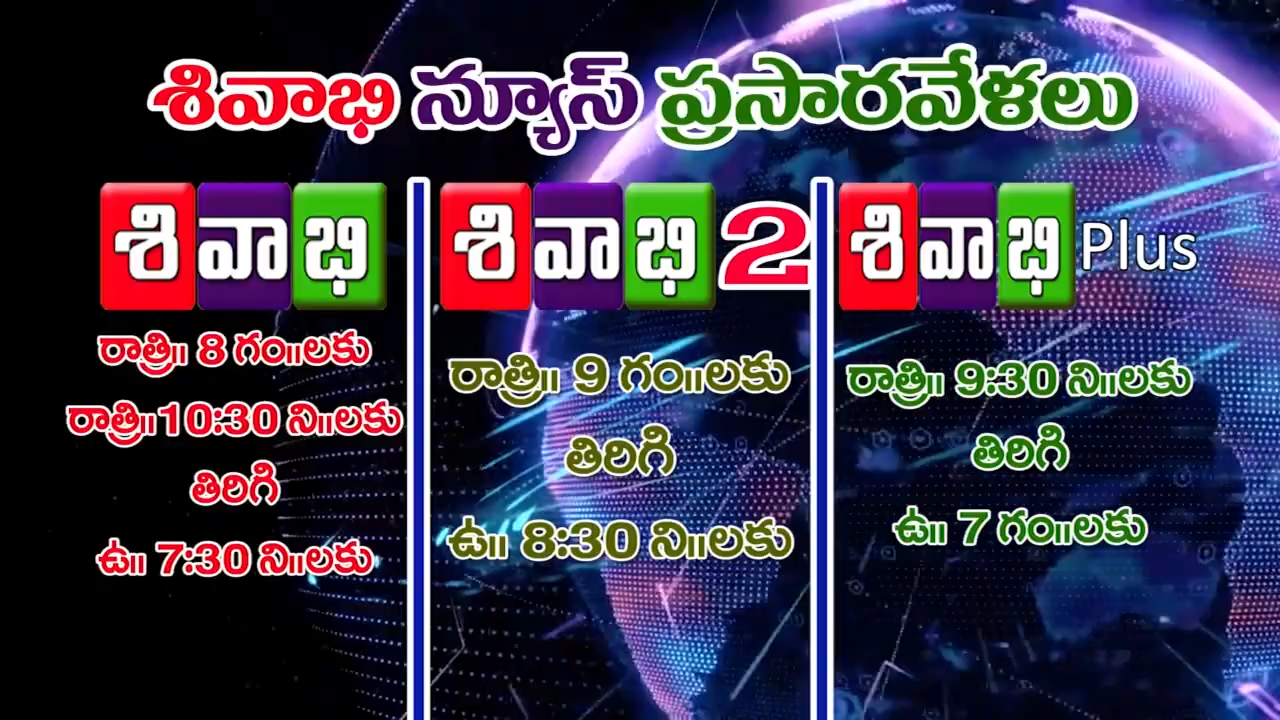 శివాభి న్యూస్ ప్రసారవేళలు
శివాభి
రాత్రి॥ 8 గం॥లకు
రాత్రి॥10:30 ని॥లకు
తిరిగి
ఉ॥ 7:30 ని॥లకు
శివాభి 2
రాత్రి॥ 9 గం॥లకు
తిరిగి
ఉ॥ 8:30 ని॥లకు
శివాభి Plus
రాత్రి॥ 9:30 ని॥లకు
తిరిగి
ఉ॥ 7 గం॥లకు